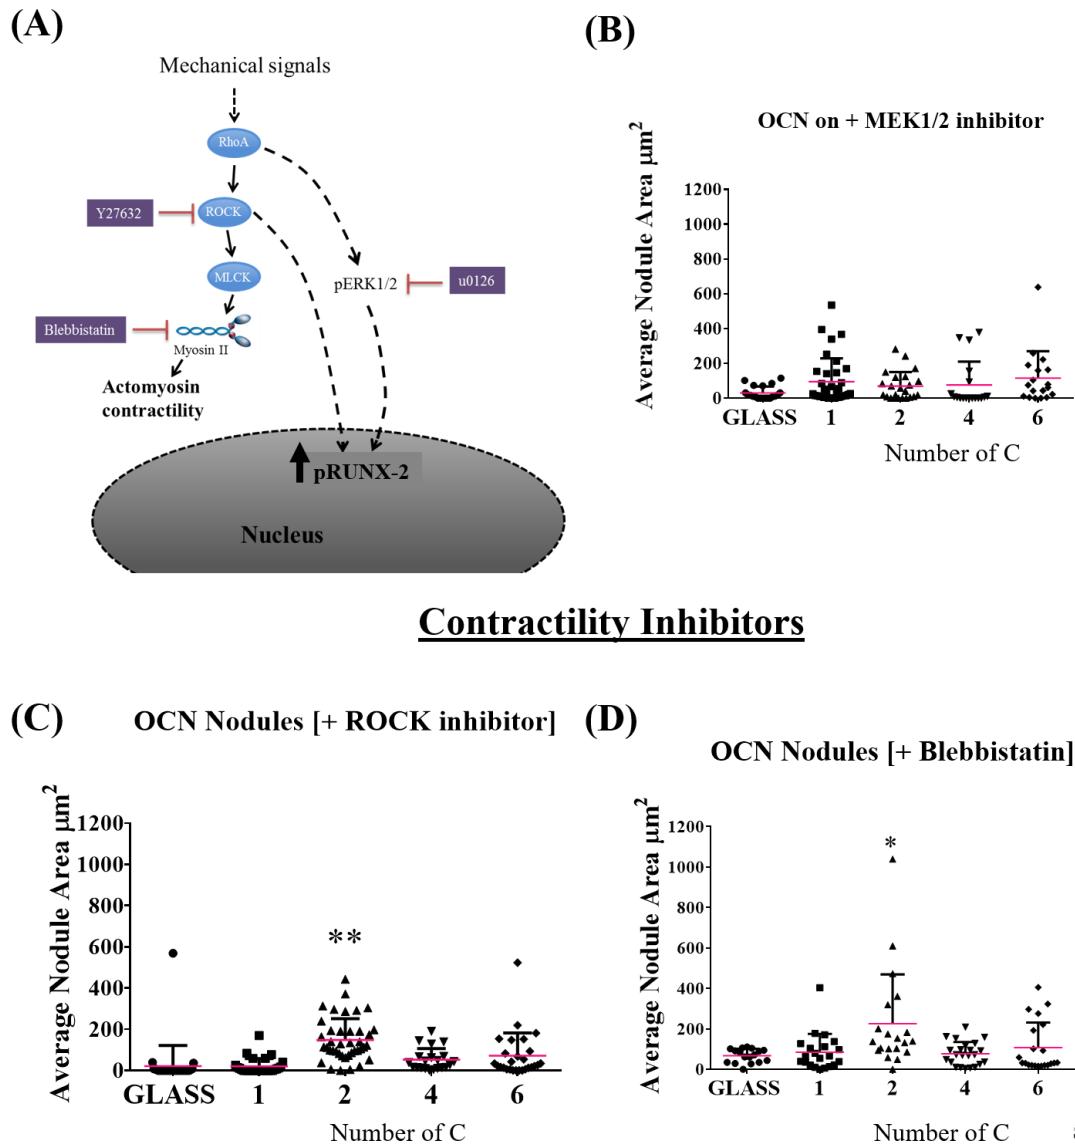 (A)
Mechanical signals
RhoA
Y27632
ROCK
MLCK
pERK1/2
u0126
Blebbistatin
Myosin II
Actomyosin
contractility
pRUNX-2
Nucleus
(B)
OCN on + MEK1/2 inhibitor
Average Nodule Area µm²
1200
1000
800
600
400
200
0
GLASS 1 2 4 6
Number of C
Contractility Inhibitors
(C)
OCN Nodules [+ ROCK inhibitor]
Average Nodule Area µm²
1200
1000
800
600
400
200
0
**
GLASS 1 2 4 6
Number of C
(D)
OCN Nodules [+ Blebbistatin]
Average Nodule Area µm²
1200
1000
800
600
400
200
0
*
GLASS 1 2 4 6
Number of C